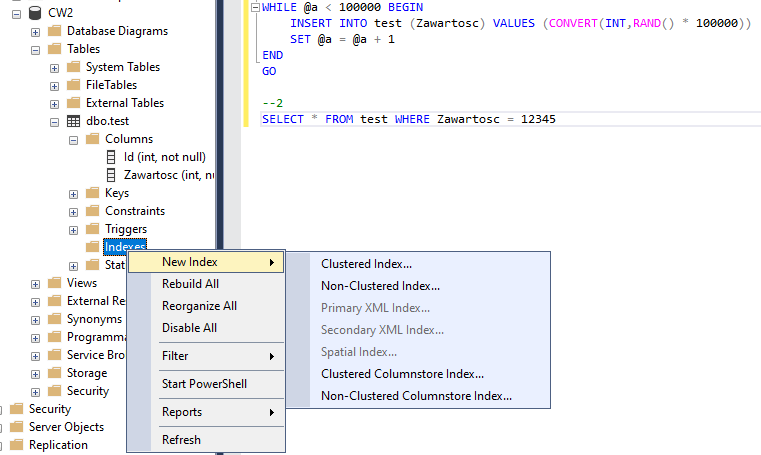 CW2
Database Diagrams
Tables
System Tables
FileTables
External Tables
dbo.test
Columns
Id (int, not null)
Zawartosc (int, nu
Keys
Constraints
Triggers
Indexes
Stat
Views
External Re
Synonyms
Programma
Service Bro
Storage
Security
Security
Server Objects
Replication
WHILE @a < 100000 BEGIN
INSERT INTO test (Zawartosc) VALUES (CONVERT(INT,RAND() * 100000))
SET @a = @a + 1
END
GO
--2
SELECT * FROM test WHERE Zawartosc = 12345
New Index
Rebuild All
Reorganize All
Disable All
Filter
Start PowerShell
Reports
Refresh
Clustered Index...
Non-Clustered Index...
Primary XML Index...
Secondary XML Index...
Spatial Index...
Clustered Columnstore Index...
Non-Clustered Columnstore Index...